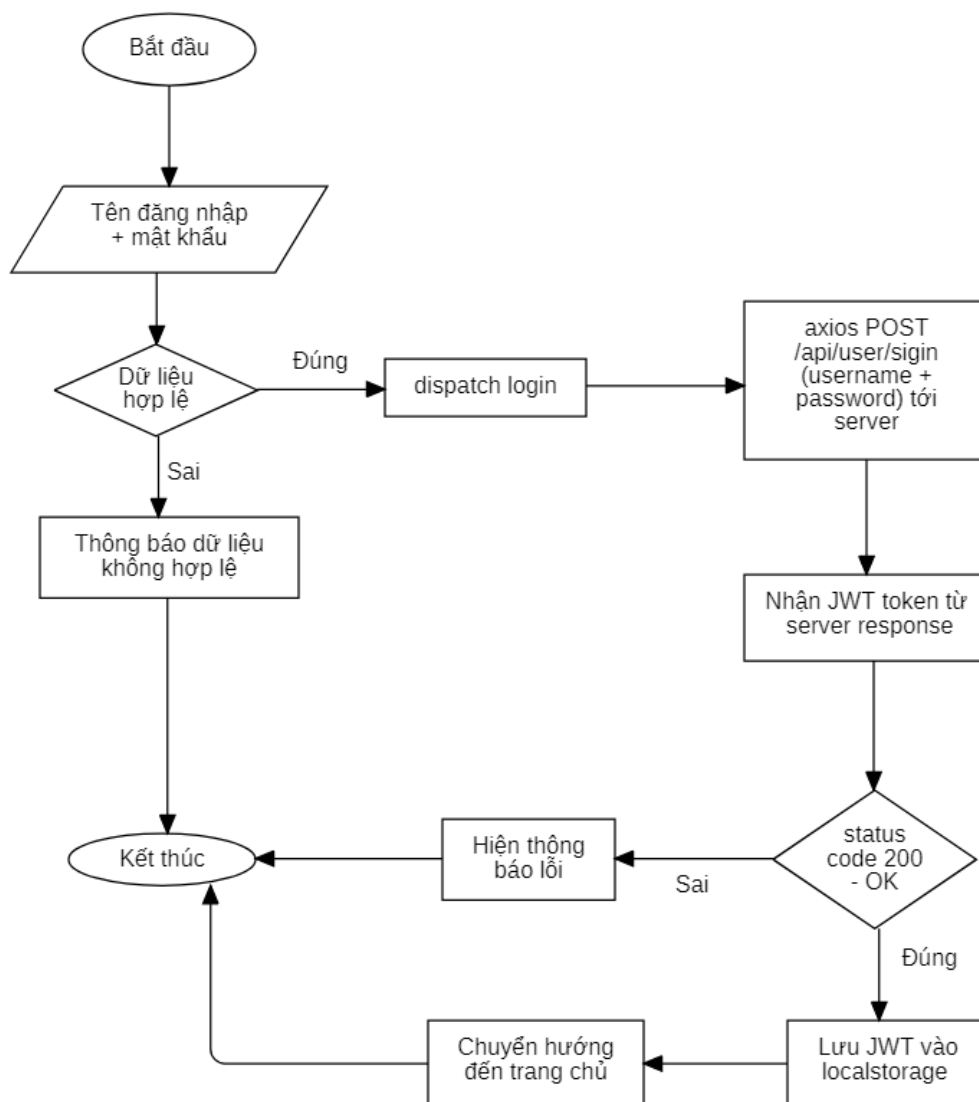 Bắt đầu
Tên đăng nhập
+ mật khẩu
Dữ liệu
hợp lệ
Đúng
dispatch login
axios POST
/api/user/sigin
(username +
password) tới
server
Sai
Thông báo dữ liệu
không hợp lệ
Nhận JWT token từ
server response
status
code 200
- OK
Sai
Hiện thông
báo lỗi
Kết thúc
Đúng
Lưu JWT vào
localstorage
Chuyển hướng
đến trang chủ